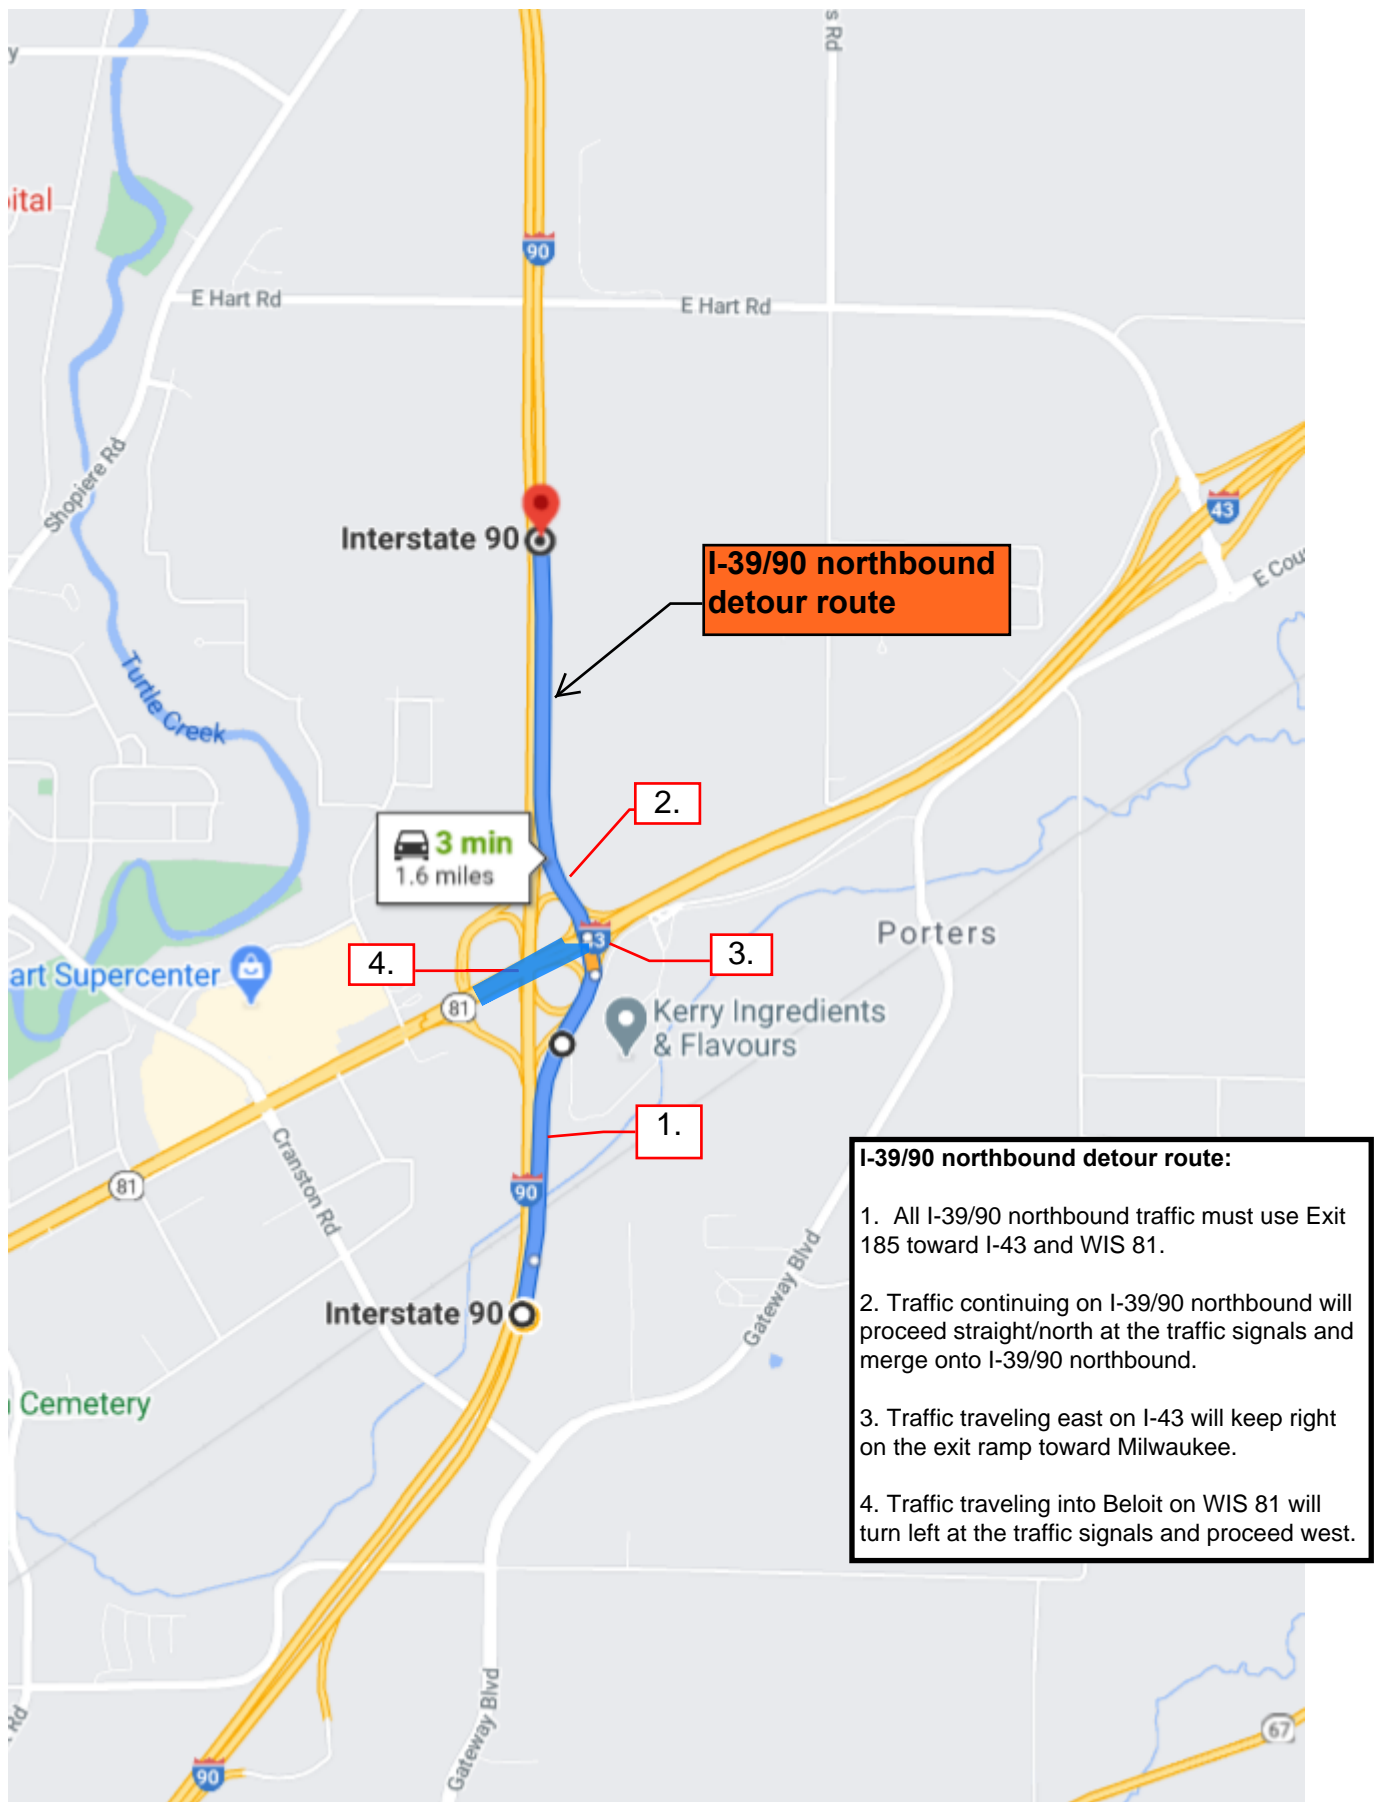 s Rd
y
ital
90
E Hart Rd
E Hart Rd
Shopiere Rd
43
E Cou
Interstate 90
I-39/90 northbound
detour route
Turtle Creek
2.
3 min
1.6 miles
Porters
43
3.
4.
art Supercenter
81
Kerry Ingredients
& Flavours
1.
Cranston Rd
81
90
I-39/90 northbound detour route:
1. All I-39/90 northbound traffic must use Exit
185 toward I-43 and WIS 81.
2. Traffic continuing on I-39/90 northbound will
proceed straight/north at the traffic signals and
merge onto I-39/90 northbound.
3. Traffic traveling east on I-43 will keep right
on the exit ramp toward Milwaukee.
4. Traffic traveling into Beloit on WIS 81 will
turn left at the traffic signals and proceed west.
Gateway Blvd
Interstate 90
Cemetery
Gateway Blvd
Rd
67
90